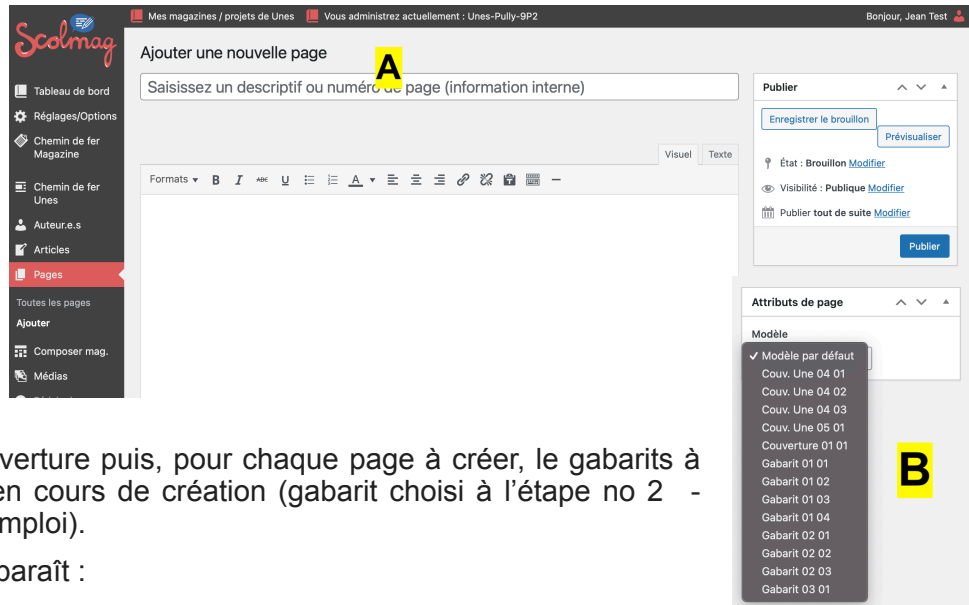 Scolmag
Mes magazines / projets de Unes Vous administrez actuellement : Unes-Pully-9P2 Bonjour, Jean Test
Ajouter une nouvelle page
A
Saisissez un descriptif ou numéro de page (information interne)
Tableau de bord
Réglages/Options
Chemin de fer
Magazine
Chemin de fer
Unes
Auteur.e.s
Articles
Pages
Toutes les pages
Ajouter
Composer mag.
Médias
Visuel Texte
Formats B I ABC U A
Publier
Enregistrer le brouillon
Prévisualiser
État : Brouillon Modifier
Visibilité : Publique Modifier
Publier tout de suite Modifier
Publier
Attributs de page
Modèle
✓ Modèle par défaut
Couv. Une 04 01
Couv. Une 04 02
Couv. Une 04 03
Couv. Une 05 01
Couverture 01 01
Gabarit 01 01
Gabarit 01 02
Gabarit 01 03
Gabarit 01 04
Gabarit 02 01
Gabarit 02 02
Gabarit 02 03
Gabarit 03 01
B
verture puis, pour chaque page à créer, le gabarits à
en cours de création (gabarit choisi à l’étape no 2 -
mploi).
paraît :